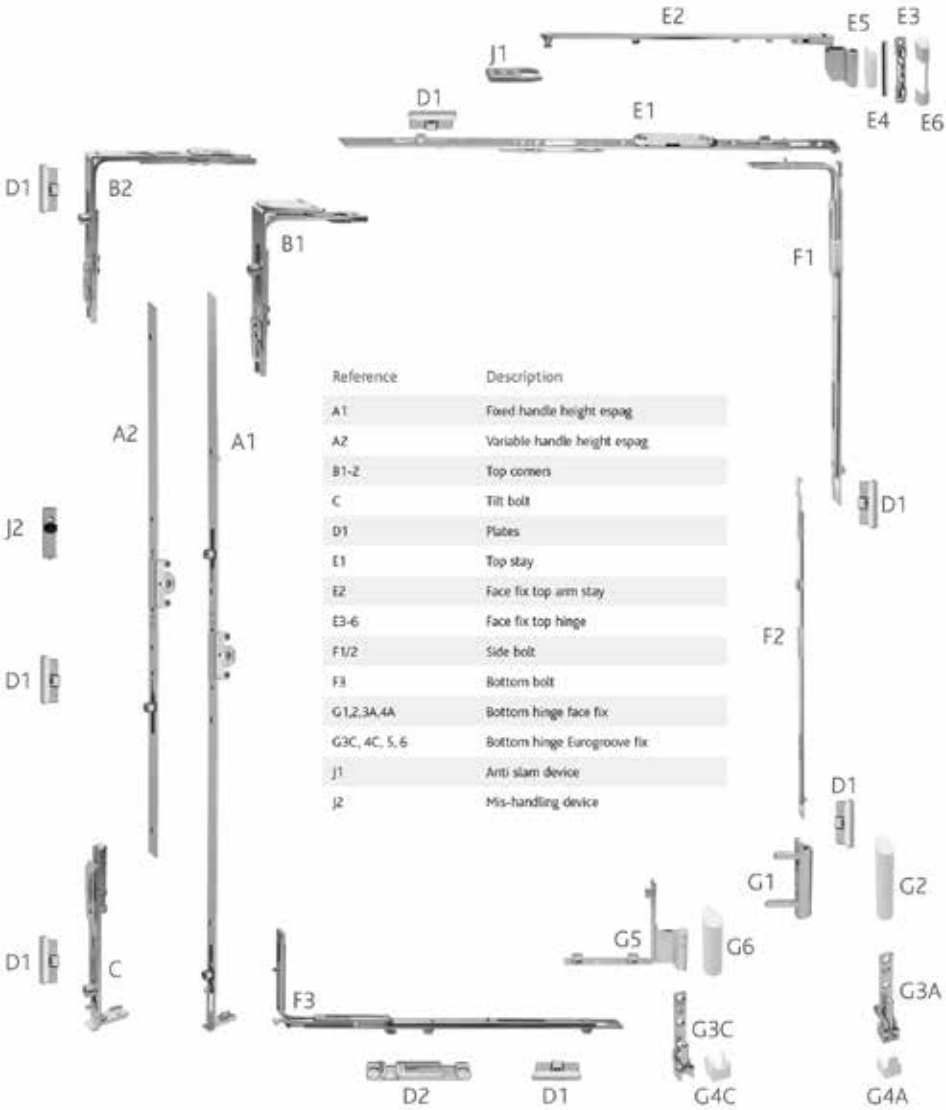 E2
E5
E3
J1
E4
E6
D1
E1
D1
B2
B1
F1
Reference Description
A1 Fixed handle height espag
A2 Variable handle height espag
B1-2 Top corners
C Tilt bolt
D1 Plates
E1 Top stay
E2 Face fix top arm stay
E3-6 Face fix top hinge
F1/2 Side bolt
F3 Bottom bolt
G1,2,3A,4A Bottom hinge face fix
G3C, 4C, 5, 6 Bottom hinge Eurogroove fix
J1 Anti slam device
J2 Mis-handling device
A2
A1
J2
D1
D1
F2
D1
G1
G2
G5
G6
D1
C
F3
G3C
G3A
D2
D1
G4C
G4A